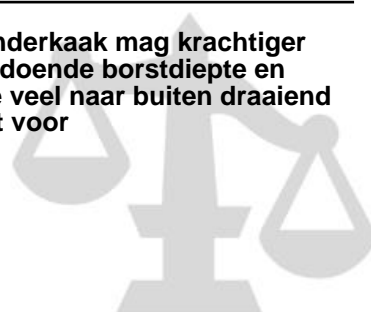 nderkaak mag krachtiger
doende borstdiepte en
veel naar buiten draaiend
t voor